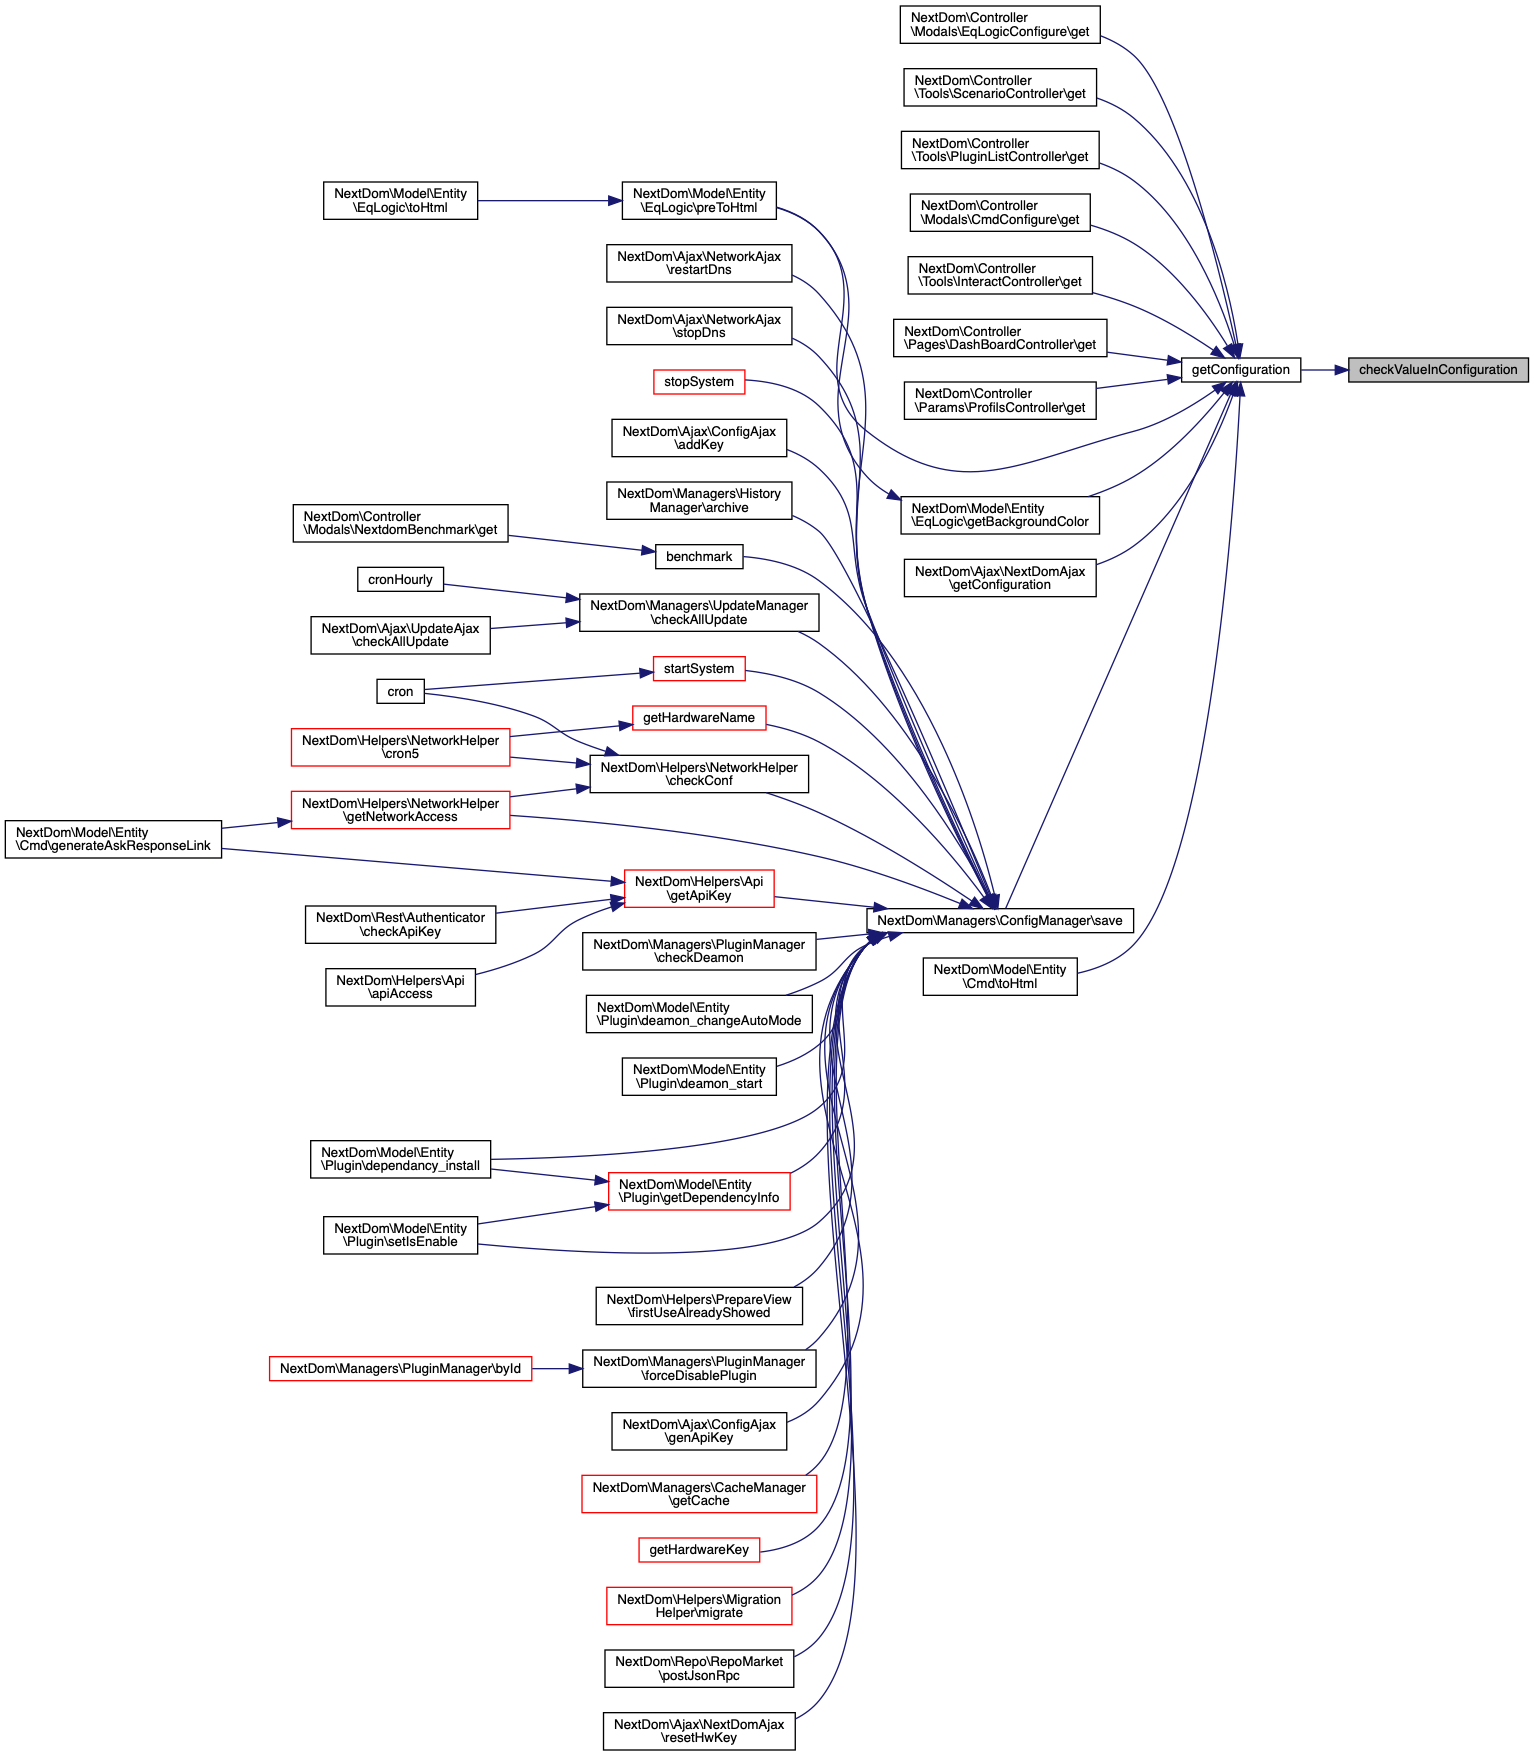 NextDom\Controller
\Modals\EqLogicConfigure\get
NextDom\Controller
\Tools\ScenarioController\get
NextDom\Controller
\Tools\PluginListController\get
NextDom\Model\Entity
\EqLogic\toHtml
NextDom\Model\Entity
\EqLogic\preToHtml
NextDom\Controller
\Modals\CmdConfigure\get
NextDom\Ajax\NetworkAjax
\restartDns
NextDom\Controller
\Tools\InteractController\get
NextDom\Ajax\NetworkAjax
\stopDns
NextDom\Controller
\Pages\DashBoardController\get
stopSystem
getConfiguration
checkValueInConfiguration
NextDom\Controller
\Params\ProfilsController\get
NextDom\Ajax\ConfigAjax
\addKey
NextDom\Managers\History
Manager\archive
NextDom\Model\Entity
\EqLogic\getBackgroundColor
NextDom\Controller
\Modals\NextdomBenchmark\get
benchmark
NextDom\Ajax\NextDomAjax
\getConfiguration
cronHourly
NextDom\Managers\UpdateManager
\checkAllUpdate
NextDom\Ajax\UpdateAjax
\checkAllUpdate
startSystem
cron
getHardwareName
NextDom\Helpers\NetworkHelper
\cron5
NextDom\Helpers\NetworkHelper
\checkConf
NextDom\Helpers\NetworkHelper
\getNetworkAccess
NextDom\Model\Entity
\Cmd\generateAskResponseLink
NextDom\Helpers\Api
\getApiKey
NextDom\Rest\Authenticator
\checkApiKey
NextDom\Managers\ConfigManager\save
NextDom\Managers\PluginManager
\checkDeamon
NextDom\Helpers\Api
\apiAccess
NextDom\Model\Entity
\Cmd\toHtml
NextDom\Model\Entity
\Plugin\deamon_changeAutoMode
NextDom\Model\Entity
\Plugin\deamon_start
NextDom\Model\Entity
\Plugin\dependancy_install
NextDom\Model\Entity
\Plugin\getDependencyInfo
NextDom\Model\Entity
\Plugin\setIsEnable
NextDom\Helpers\PrepareView
\firstUseAlreadyShowed
NextDom\Managers\PluginManager\byId
NextDom\Managers\PluginManager
\forceDisablePlugin
NextDom\Ajax\ConfigAjax
\genApiKey
NextDom\Managers\CacheManager
\getCache
getHardwareKey
NextDom\Helpers\Migration
Helper\migrate
NextDom\Repo\RepoMarket
\postJsonRpc
NextDom\Ajax\NextDomAjax
\resetHwKey